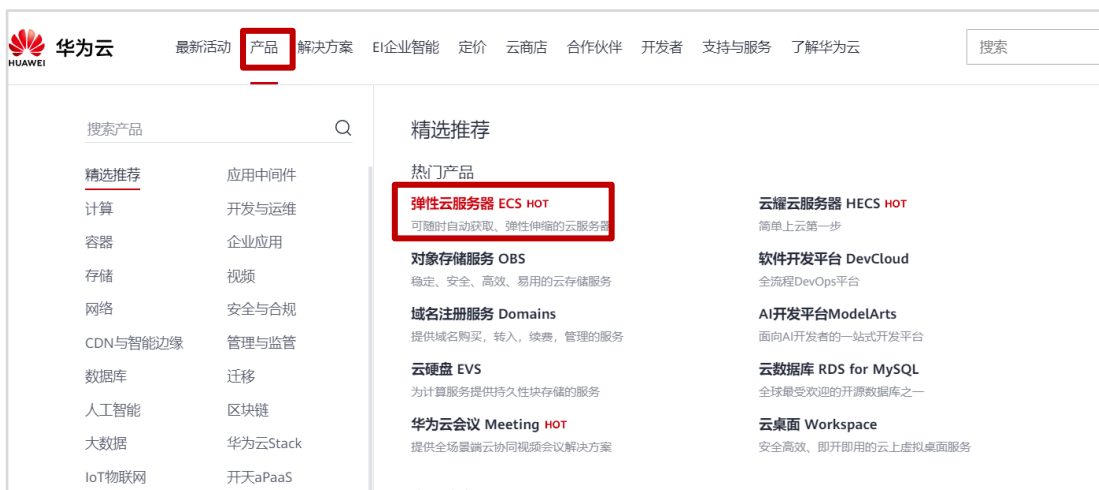 HUAWEI 华为云 最新活动 产品 解决方案 EI企业智能 定价 云商店 合作伙伴 开发者 支持与服务 了解华为云 搜索
搜索产品
精选推荐 应用中间件
计算 开发与运维
容器 企业应用
存储 视频
网络 安全与合规
CDN与智能边缘 管理与监管
数据库 迁移
人工智能 区块链
大数据 华为云Stack
IoT物联网 开天aPaaS
精选推荐
热门产品
弹性云服务器 ECS HOT
可随时自动获取、弹性伸缩的云服务器
对象存储服务 OBS
稳定、安全、高效、易用的云存储服务
域名注册服务 Domains
提供域名购买，转入，续费，管理的服务
云硬盘 EVS
为计算服务提供持久性块存储的服务
华为云会议 Meeting HOT
提供全场景端云协同视频会议解决方案
云耀云服务器 HECS HOT
简单上云第一步
软件开发平台 DevCloud
全流程DevOps平台
AI开发平台ModelArts
面向AI开发者的一站式开发平台
云数据库 RDS for MySQL
全球最受欢迎的开源数据库之一
云桌面 Workspace
安全高效、即开即用的云上虚拟桌面服务